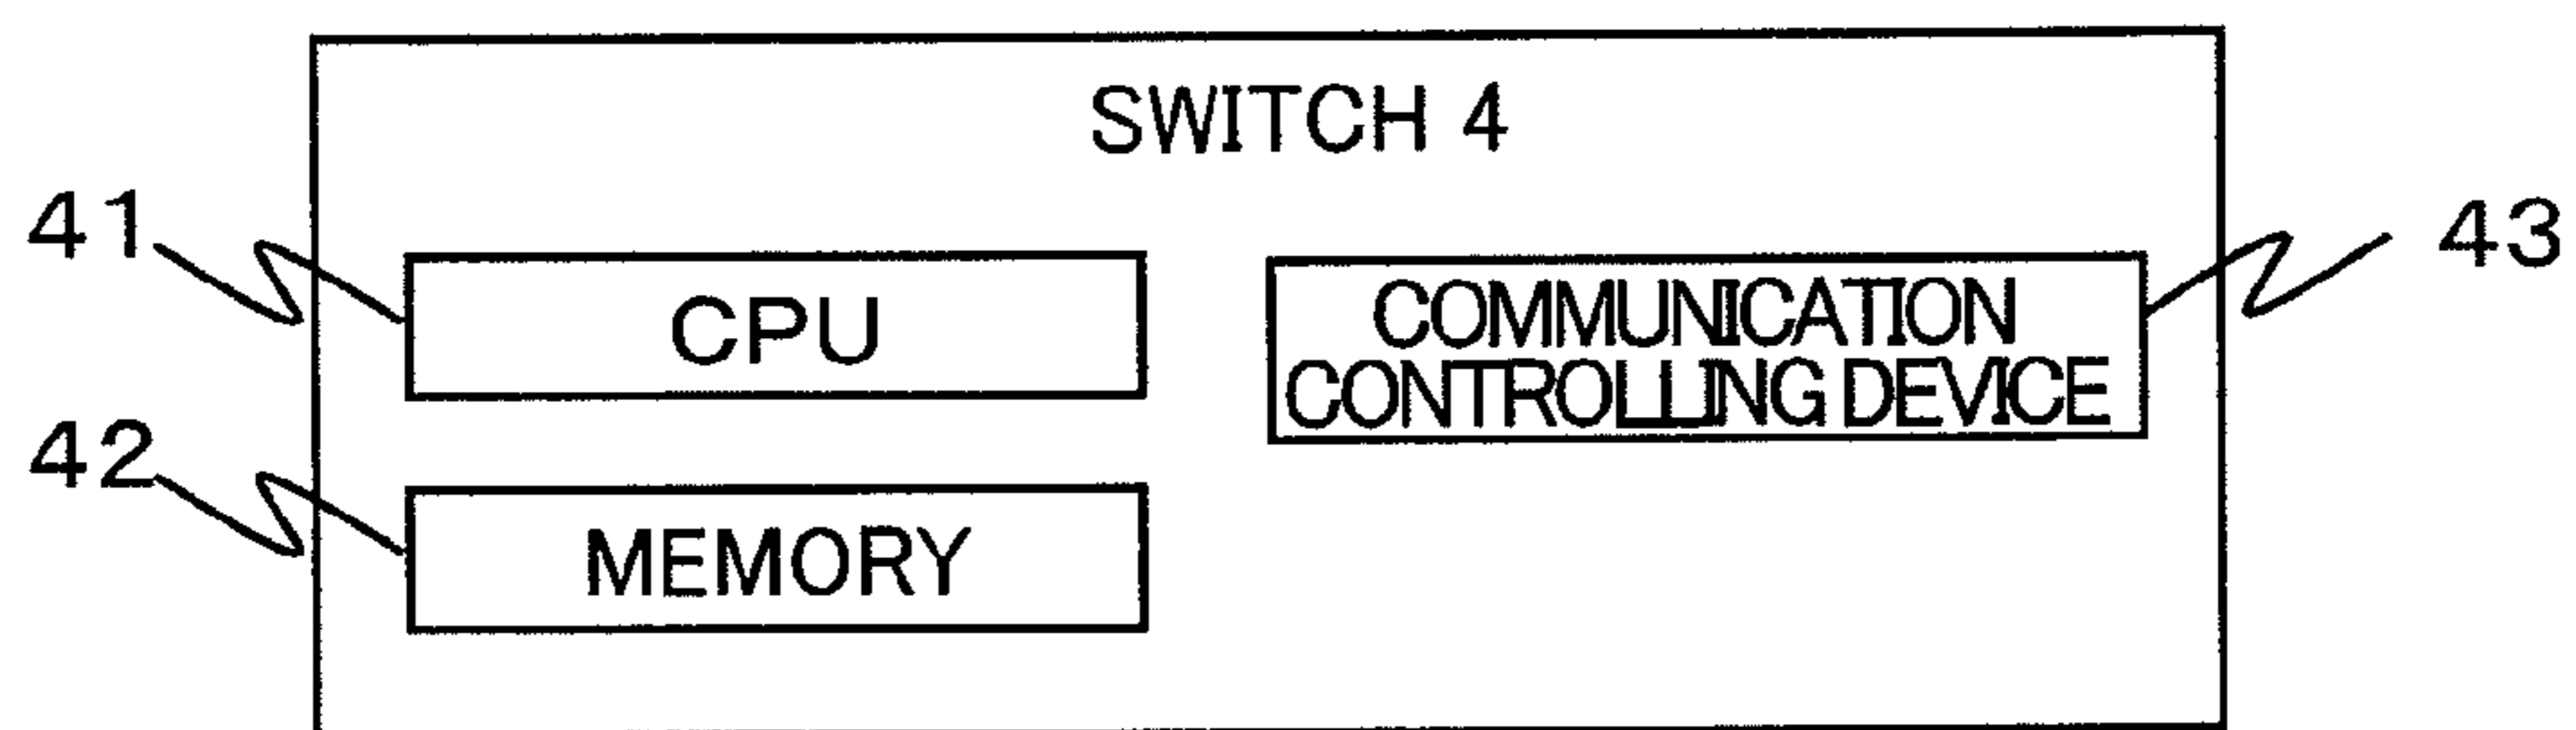 SWITCH 4
41
CPU
COMMUNICATION
CONTROLLING DEVICE
43
42
MEMORY